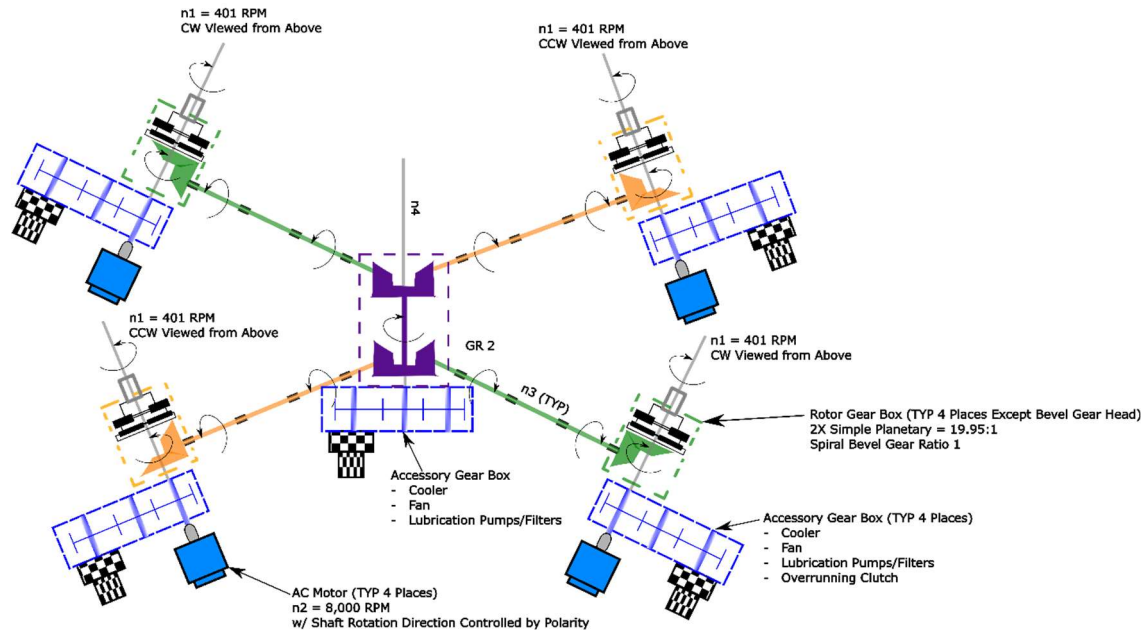 n1 = 401 RPM
CW Viewed from Above
n1 = 401 RPM
CCW Viewed from Above
n4
n1 = 401 RPM
CCW Viewed from Above
GR 2
n1 = 401 RPM
CW Viewed from Above
n3 (TYP)
Rotor Gear Box (TYP 4 Places Except Bevel Gear Head)
2X Simple Planetary = 19.95:1
Spiral Bevel Gear Ratio 1
Accessory Gear Box
- Cooler
- Fan
- Lubrication Pumps/Filters
Accessory Gear Box (TYP 4 Places)
- Cooler
- Fan
- Lubrication Pumps/Filters
- Overrunning Clutch
AC Motor (TYP 4 Places)
n2 = 8,000 RPM
w/ Shaft Rotation Direction Controlled by Polarity